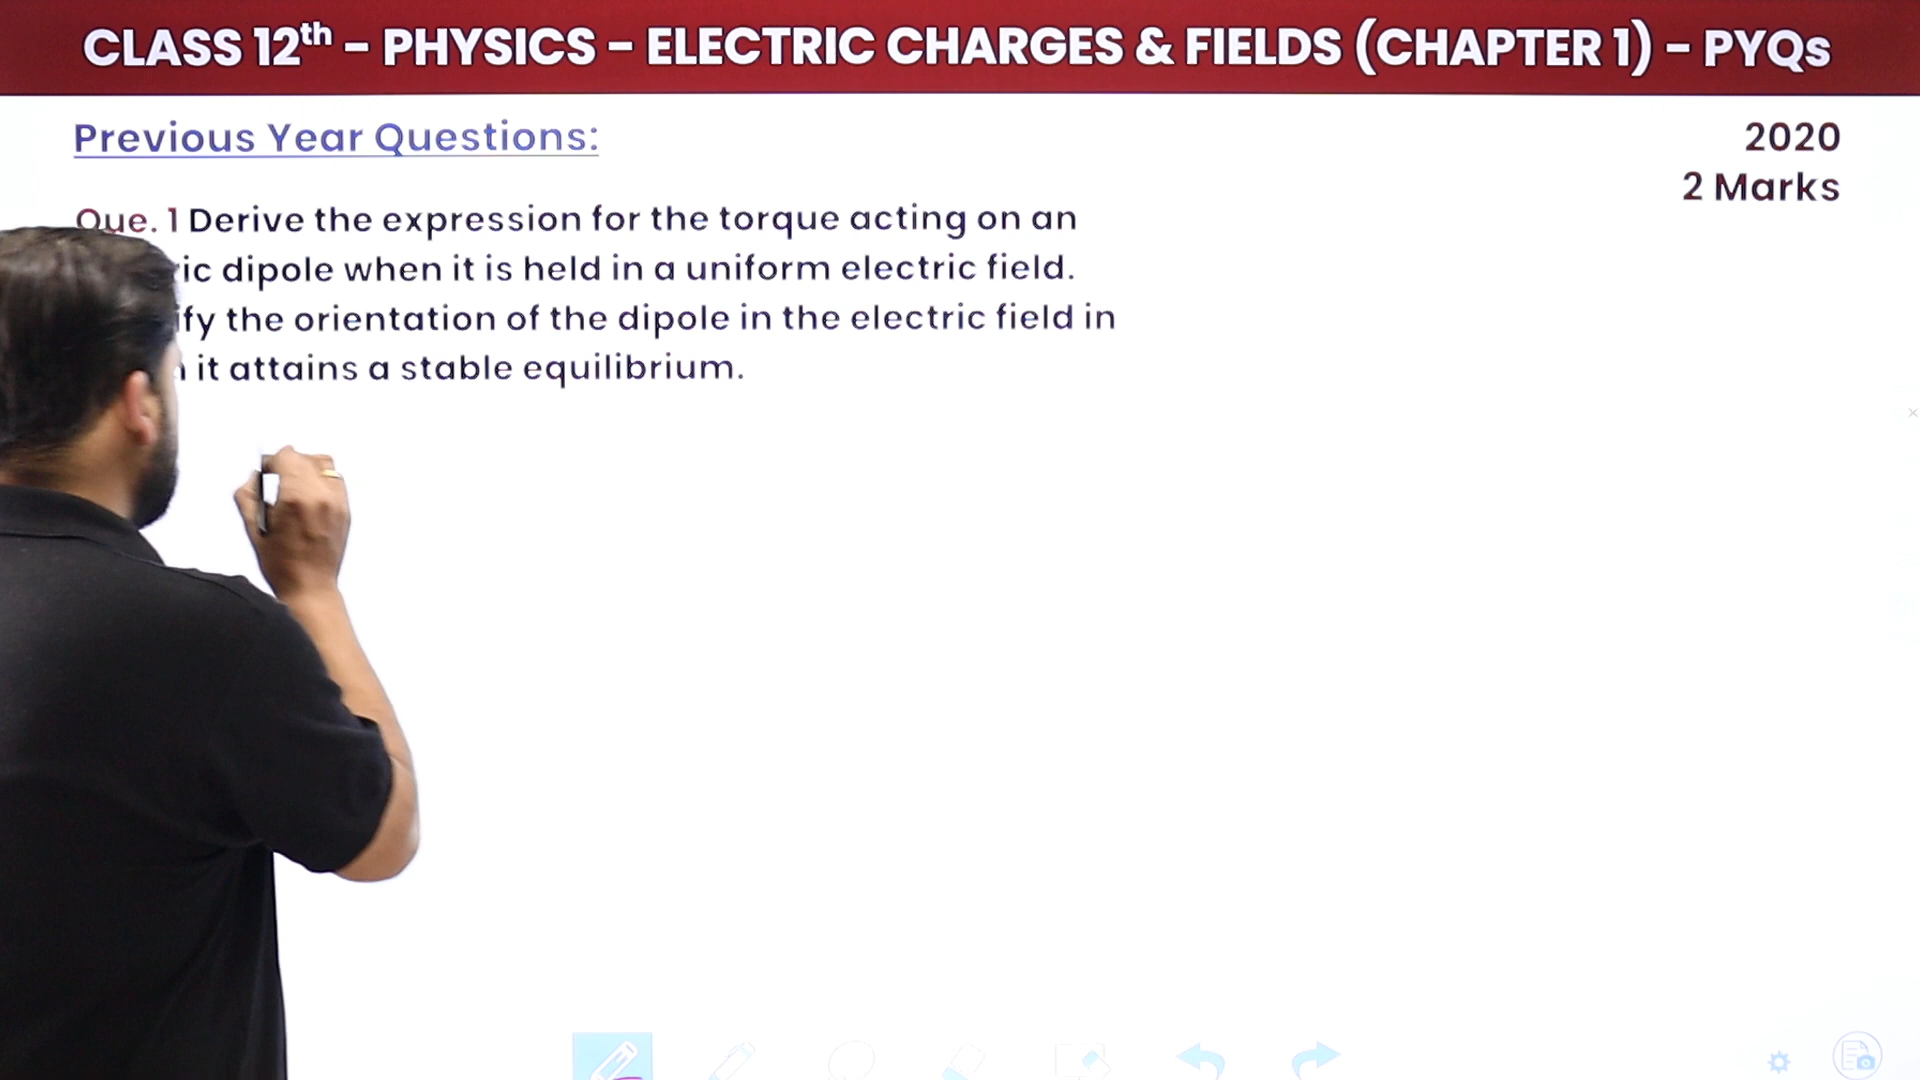 CLASS 12th – PHYSICS – ELECTRIC CHARGES & FIELDS (CHAPTER 1) – PYQs
Previous Year Questions:
2020
2 Marks
Que. 1 Derive the expression for the torque acting on an
ic dipole when it is held in a uniform electric field.
ify the orientation of the dipole in the electric field in
it attains a stable equilibrium.